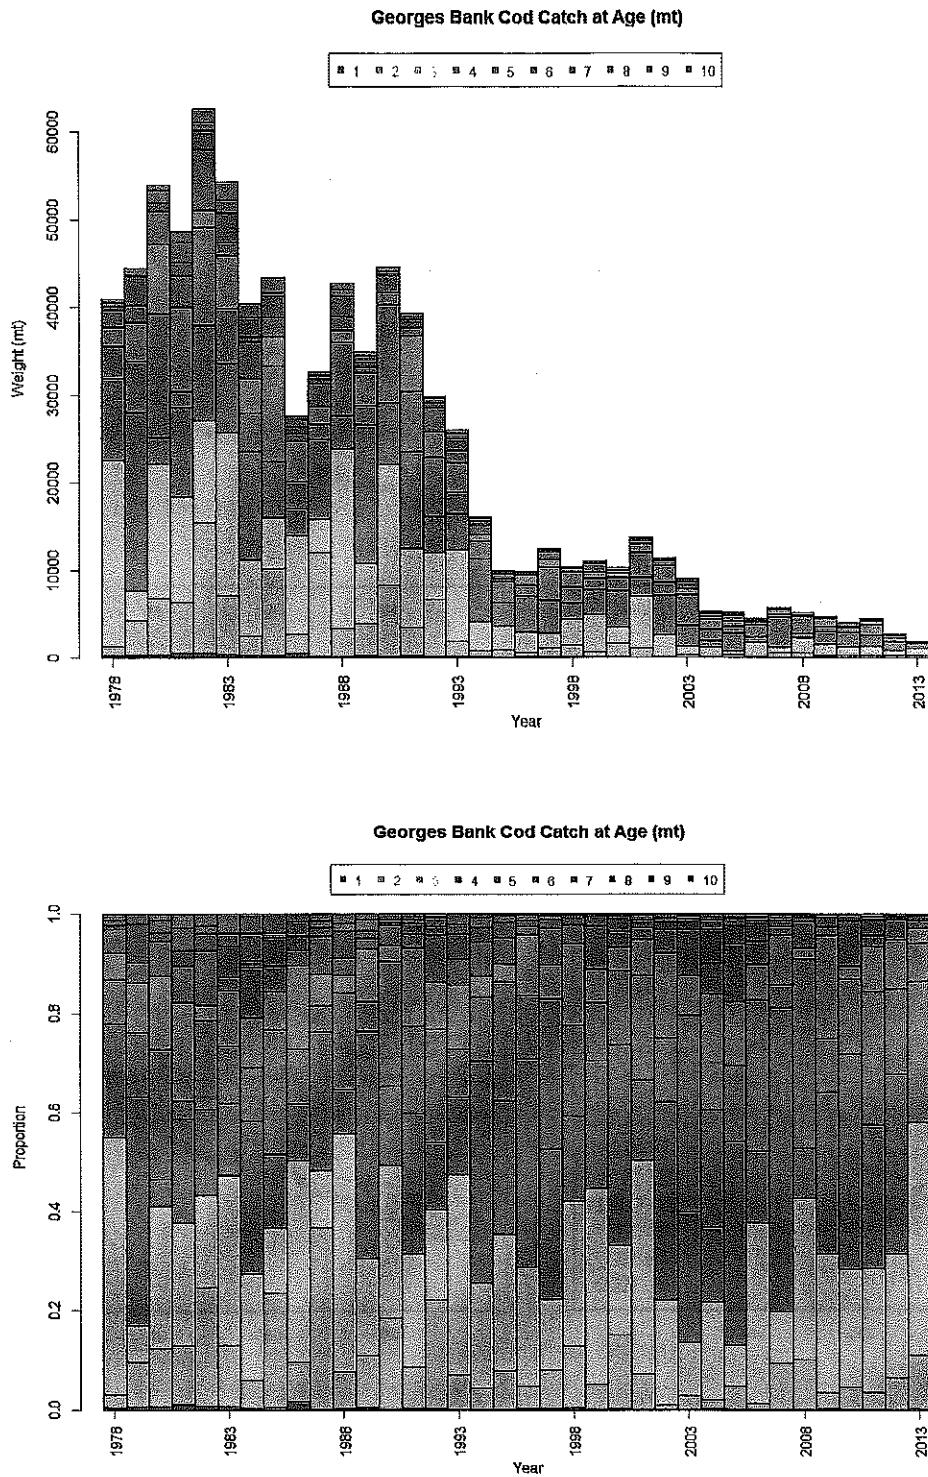 Georges Bank Cod Catch at Age (mt)
1 2 3 4 5 6 7 8 9 10
Weight (mt)
60000
50000
40000
30000
20000
10000
0
1978 1983 1988 1993 1998 2003 2008 2013
Year
Georges Bank Cod Catch at Age (mt)
1 2 3 4 5 6 7 8 9 10
Proportion
1.0
0.8
0.6
0.4
0.2
0.0
1978 1983 1988 1993 1998 2003 2008 2013
Year